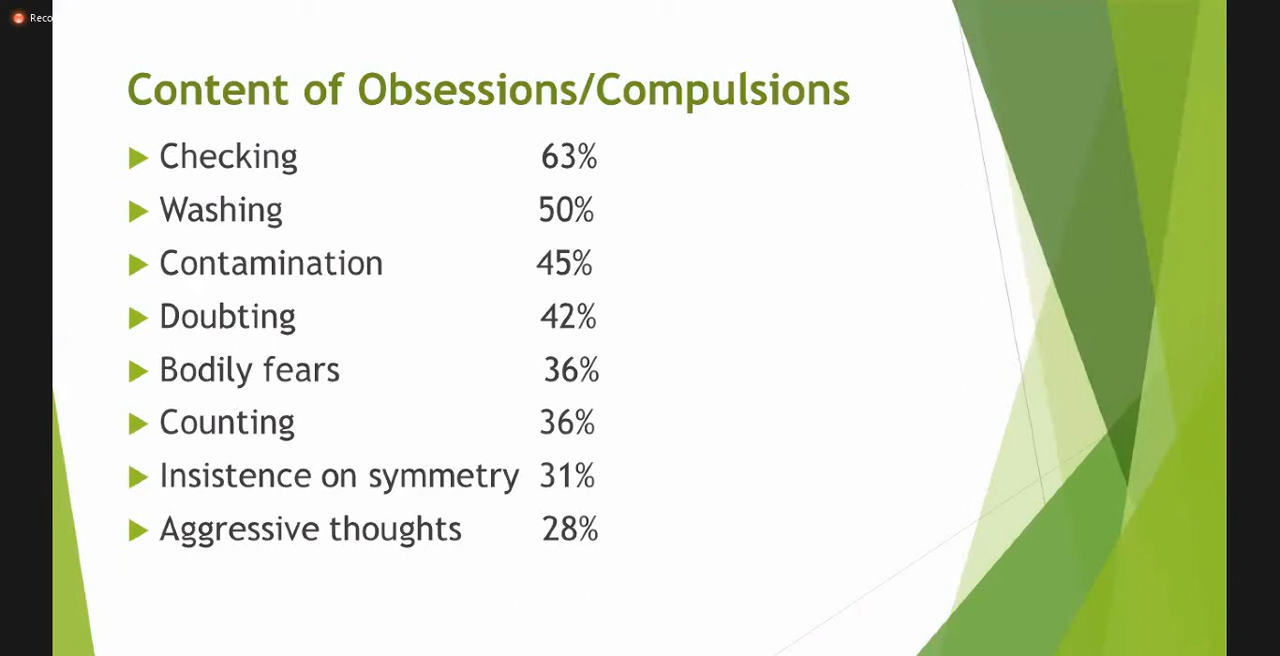 Reco
Content of Obsessions/Compulsions
Checking 63%
Washing 50%
Contamination 45%
Doubting 42%
Bodily fears 36%
Counting 36%
Insistence on symmetry 31%
Aggressive thoughts 28%